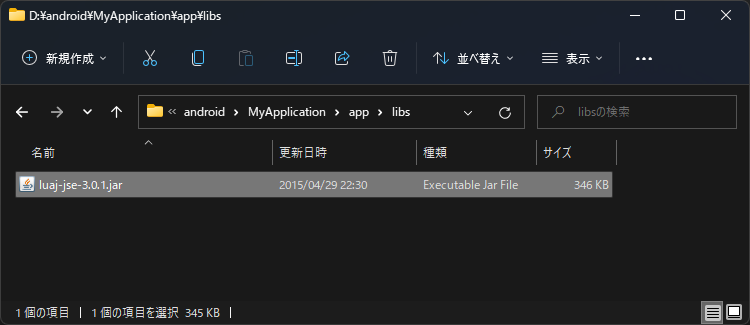 D:¥android¥MyApplication¥app¥libs
新規作成 並べ替え 表示
android MyApplication app libs libsの検索
名前 更新日時 種類 サイズ
luaj-jse-3.0.1.jar 2015/04/29 22:30 Executable Jar File 346 KB
1 個の項目 1 個の項目を選択 345 KB